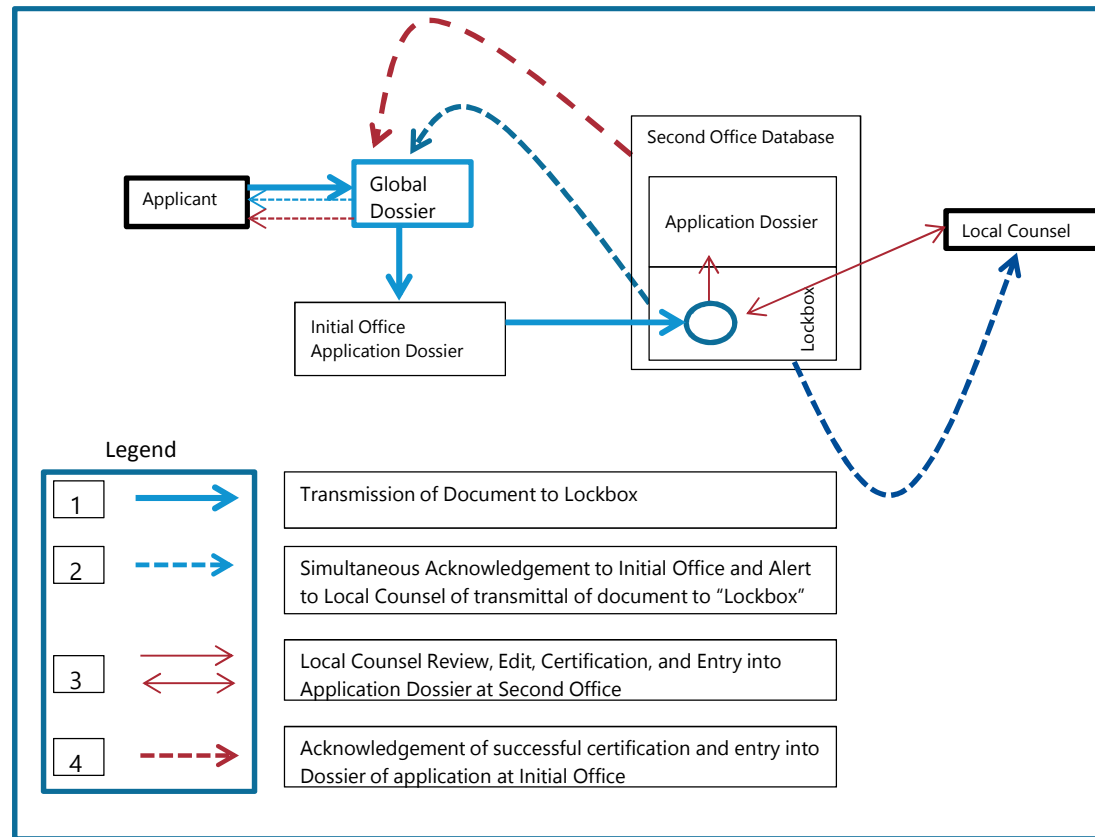 Second Office Database
Applicant
Global
Dossier
Application Dossier
Local Counsel
Lockbox
Initial Office
Application Dossier
Legend
1
Transmission of Document to Lockbox
2
Simultaneous Acknowledgement to Initial Office and Alert
to Local Counsel of transmittal of document to “Lockbox”
3
Local Counsel Review, Edit, Certification, and Entry into
Application Dossier at Second Office
4
Acknowledgement of successful certification and entry into
Dossier of application at Initial Office